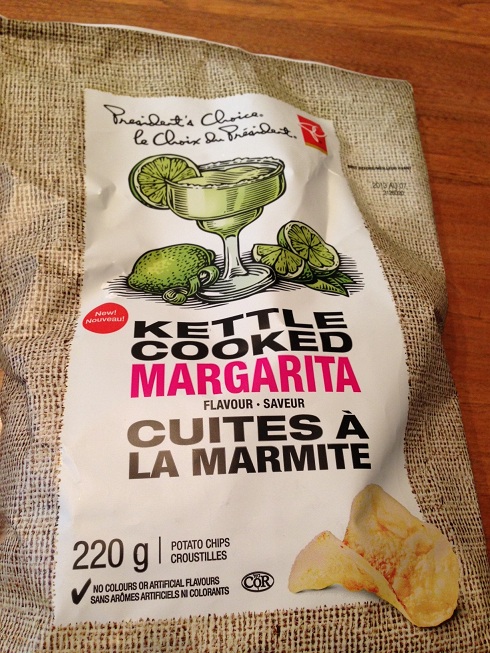 President's Choice
le Choix du Président
New!
Nouveau!
KETTLE
COOKED
MARGARITA
FLAVOUR • SAVEUR
CUITES À
LA MARMITE
220 g
POTATO CHIPS
CROUSTILLES
NO COLOURS OR ARTIFICIAL FLAVOURS
SANS ARÔMES ARTIFICIELS NI COLORANTS
COR